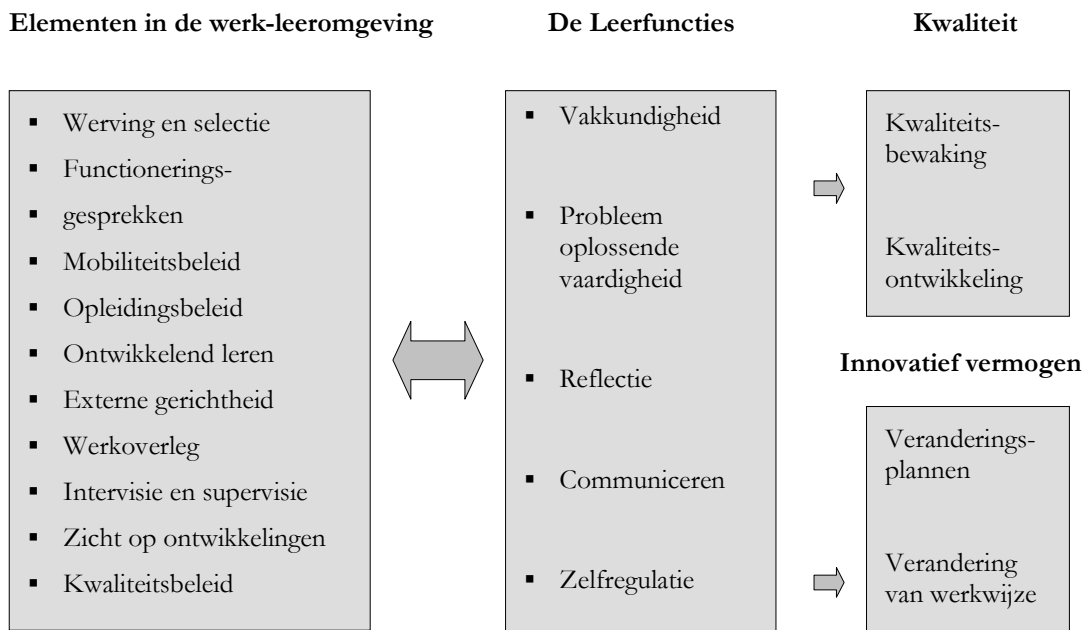 Elementen in de werk-leeromgeving
▪ Werving en selectie
▪ Functionerings-
▪ gesprekken
▪ Mobiliteitsbeleid
▪ Opleidingsbeleid
▪ Ontwikkelend leren
▪ Externe gerichtheid
▪ Werkoverleg
▪ Intervisie en supervisie
▪ Zicht op ontwikkelingen
▪ Kwaliteitsbeleid
De Leerfuncties
▪ Vakkundigheid
▪ Probleem
oplossende
vaardigheid
▪ Reflectie
▪ Communiceren
▪ Zelfregulatie
Kwaliteit
Kwaliteits-
bewaking
Kwaliteits-
ontwikkeling
Innovatief vermogen
Veranderings-
plannen
Verandering
van werkwijze